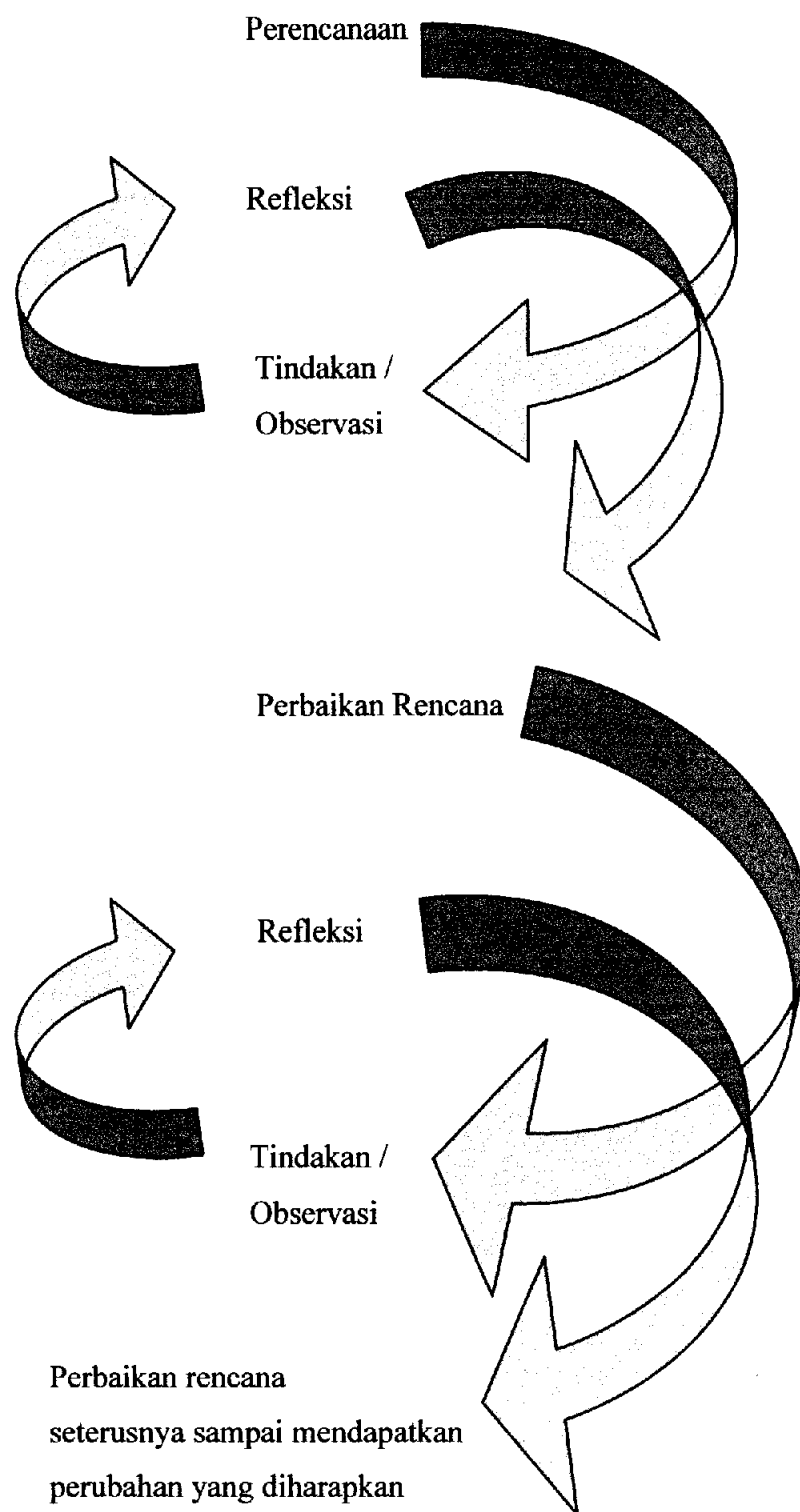 Perencanaan
Refleksi
Tindakan /
Observasi
Perbaikan Rencana
Refleksi
Tindakan /
Observasi
Perbaikan rencana
seterusnya sampai mendapatkan
perubahan yang diharapkan